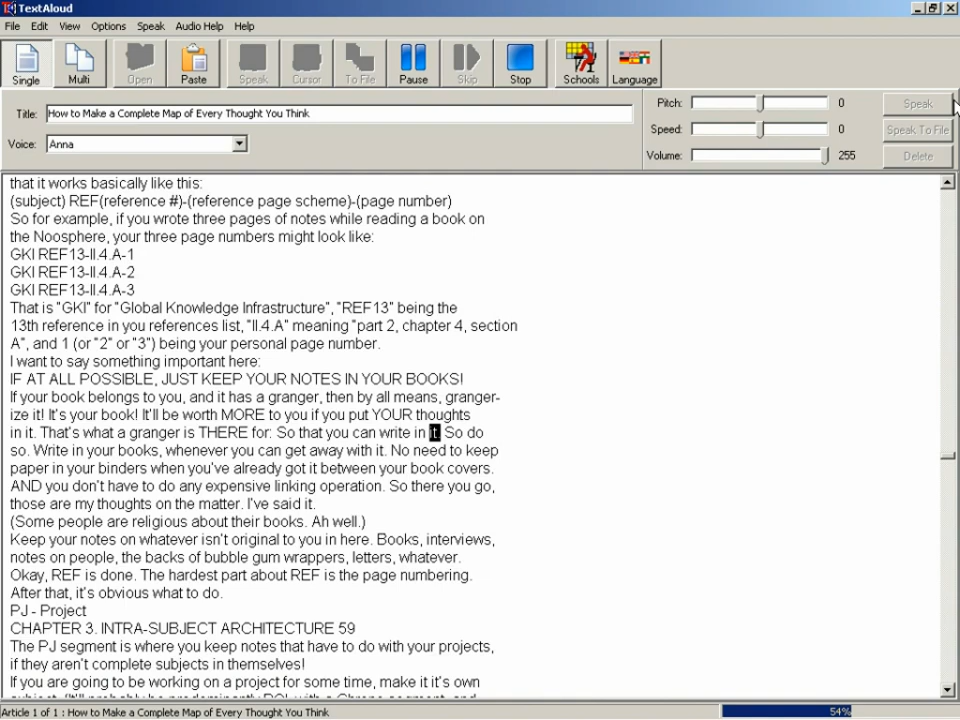 TextAloud
File Edit View Options Speak Audio Help Help
Single Multi Open Paste Speak Cursor To File Pause Skip Stop Schools Language
Title: How to Make a Complete Map of Every Thought You Think
Voice: Anna
Pitch: 0 Speak
Speed: 0 Speak To File
Volume: 255 Delete
that it works basically like this:
(subject) REF(reference #)-(reference page scheme)-(page number)
So for example, if you wrote three pages of notes while reading a book on
the Noosphere, your three page numbers might look like:
GKI REF13-II.4.A-1
GKI REF13-II.4.A-2
GKI REF13-II.4.A-3
That is "GKI" for "Global Knowledge Infrastructure", "REF13" being the
13th reference in you references list, "II.4.A" meaning "part 2, chapter 4, section
A", and 1 (or "2" or "3") being your personal page number.
I want to say something important here:
IF AT ALL POSSIBLE, JUST KEEP YOUR NOTES IN YOUR BOOKS!
If your book belongs to you, and it has a granger, then by all means, granger-
ize it! It's your book! It'll be worth MORE to you if you put YOUR thoughts
in it. That's what a granger is THERE for: So that you can write in it. So do
so. Write in your books, whenever you can get away with it. No need to keep
paper in your binders when you've already got it between your book covers.
AND you don't have to do any expensive linking operation. So there you go,
those are my thoughts on the matter. I've said it.
(Some people are religious about their books. Ah well.)
Keep your notes on whatever isn't original to you in here. Books, interviews,
notes on people, the backs of bubble gum wrappers, letters, whatever.
Okay, REF is done. The hardest part about REF is the page numbering.
After that, it's obvious what to do.
PJ - Project
CHAPTER 3. INTRA-SUBJECT ARCHITECTURE 59
The PJ segment is where you keep notes that have to do with your projects,
if they aren't complete subjects in themselves!
If you are going to be working on a project for some time, make it it's own
Article 1 of 1 : How to Make a Complete Map of Every Thought You Think 54%